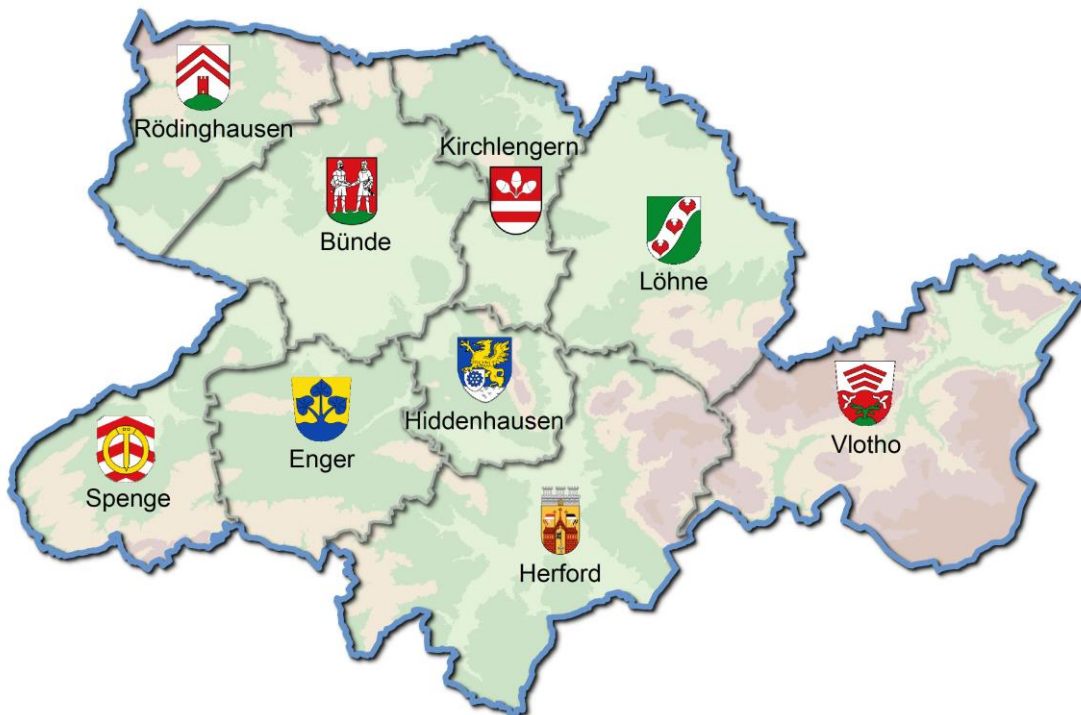 Rödinghausen
Kirchlengern
Bünde
Löhne
Hiddenhausen
Enger
Vlotho
Spenge
Herford